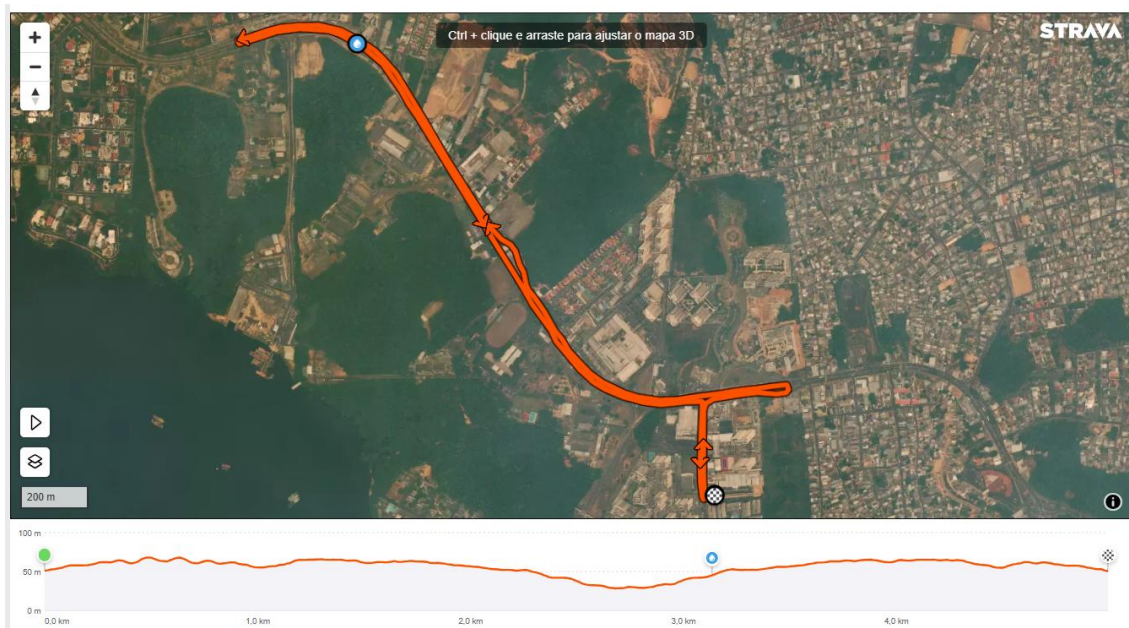 Ctrl + clique e arraste para ajustar o mapa 3D
STRAVA
200 m
100 m
50 m
0 m
0,0 km
1,0 km
2,0 km
3,0 km
4,0 km